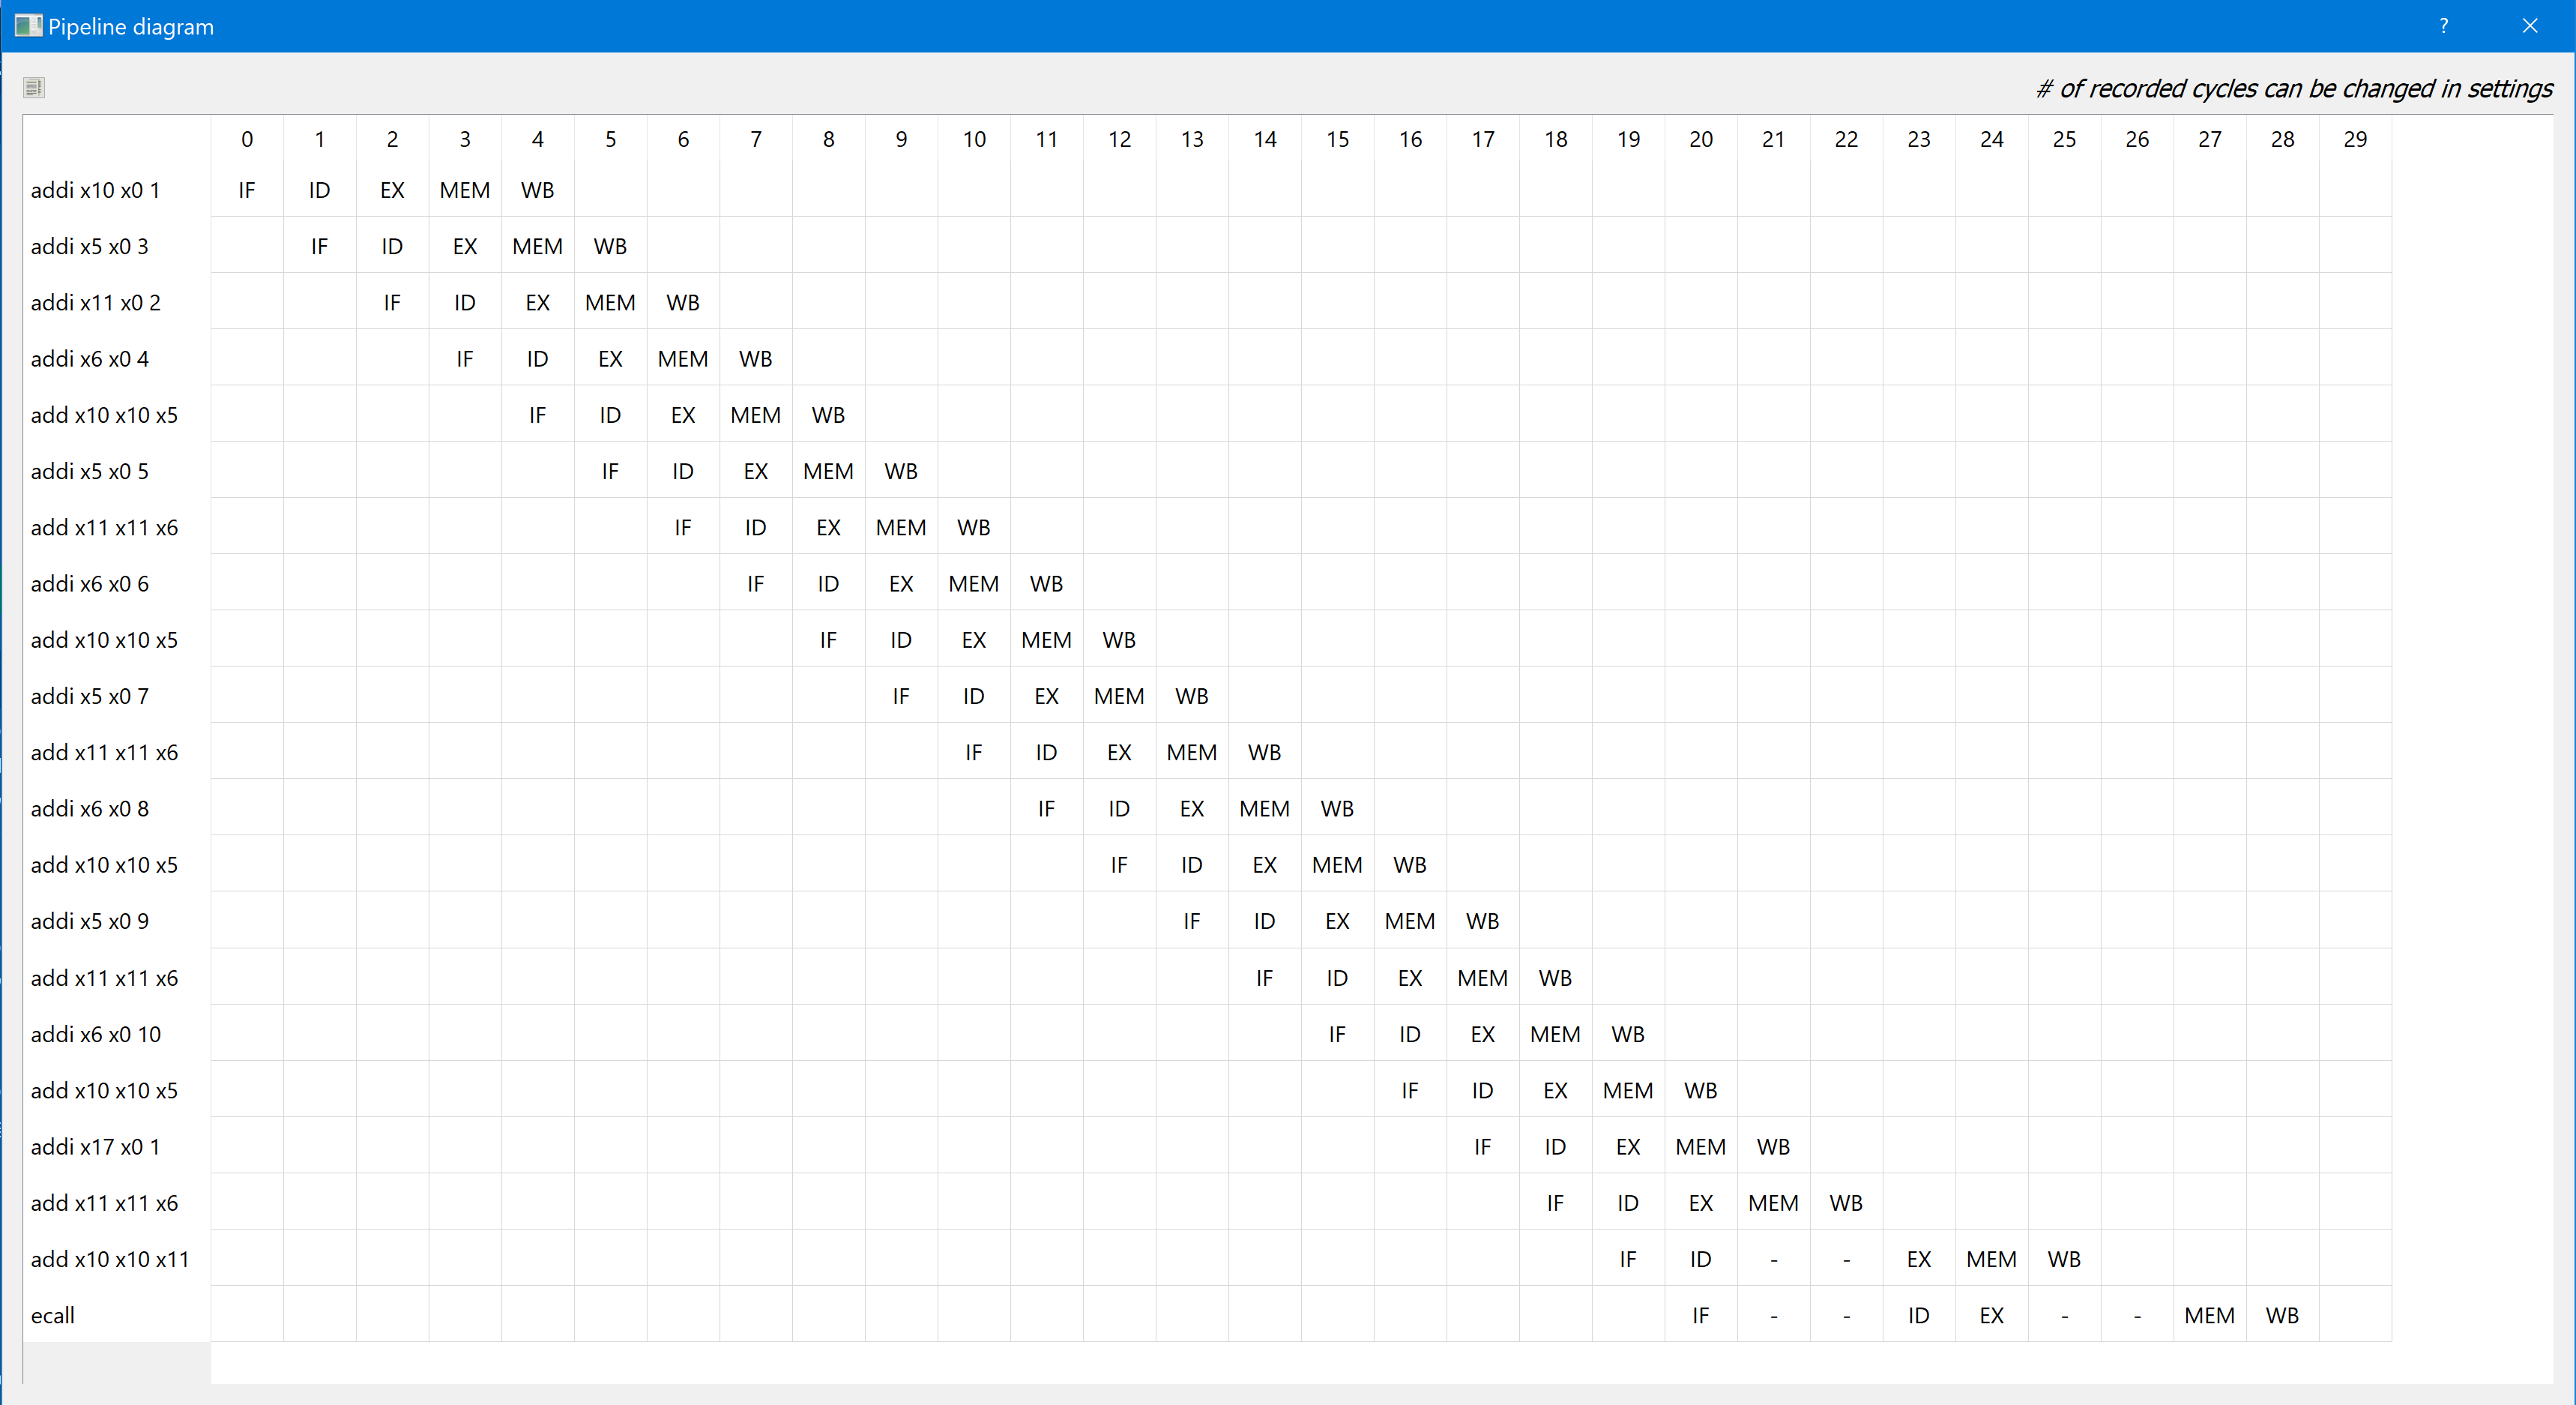 Pipeline diagram ?
# of recorded cycles can be changed in settings
0 1 2 3 4 5 6 7 8 9 10 11 12 13 14 15 16 17 18 19 20 21 22 23 24 25 26 27 28 29
addi x10 x0 1 IF ID EX MEM WB
addi x5 x0 3 IF ID EX MEM WB
addi x11 x0 2 IF ID EX MEM WB
addi x6 x0 4 IF ID EX MEM WB
add x10 x10 x5 IF ID EX MEM WB
addi x5 x0 5 IF ID EX MEM WB
add x11 x11 x6 IF ID EX MEM WB
addi x6 x0 6 IF ID EX MEM WB
add x10 x10 x5 IF ID EX MEM WB
addi x5 x0 7 IF ID EX MEM WB
add x11 x11 x6 IF ID EX MEM WB
addi x6 x0 8 IF ID EX MEM WB
add x10 x10 x5 IF ID EX MEM WB
addi x5 x0 9 IF ID EX MEM WB
add x11 x11 x6 IF ID EX MEM WB
addi x6 x0 10 IF ID EX MEM WB
add x10 x10 x5 IF ID EX MEM WB
addi x17 x0 1 IF ID EX MEM WB
add x11 x11 x6 IF ID EX MEM WB
add x10 x10 x11 IF ID - - EX MEM WB
ecall IF - - ID EX - - MEM WB